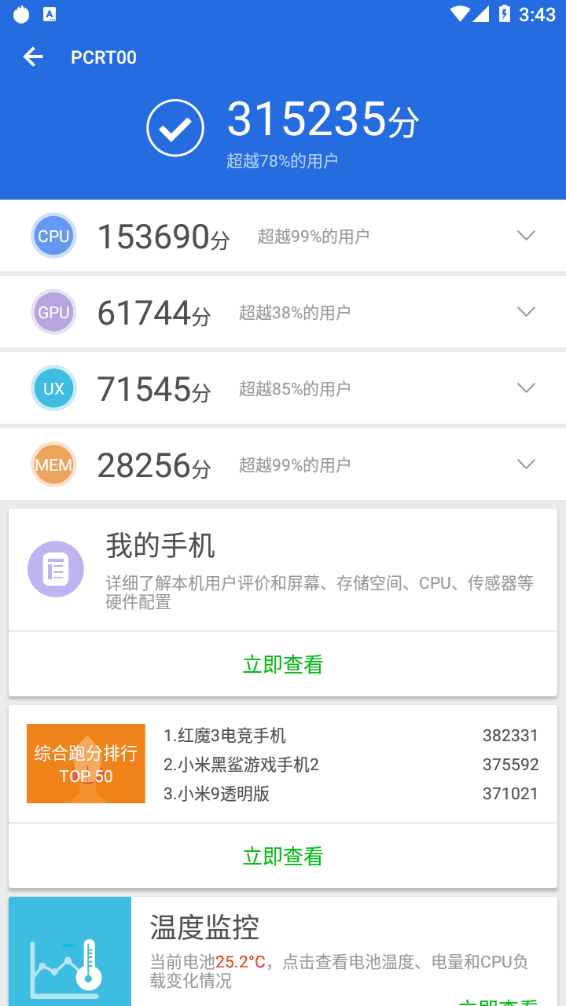 3:43
PCRT00
315235分
超越78%的用户
CPU 153690分 超越99%的用户
GPU 61744分 超越38%的用户
UX 71545分 超越85%的用户
MEM 28256分 超越99%的用户
我的手机
详细了解本机用户评价和屏幕、存储空间、CPU、传感器等
硬件配置
立即查看
综合跑分排行
TOP 50
1.红魔3电竞手机 382331
2.小米黑鲨游戏手机2 375592
3.小米9透明版 371021
立即查看
温度监控
当前电池25.2°C，点击查看电池温度、电量和CPU负
载变化情况
立即查看